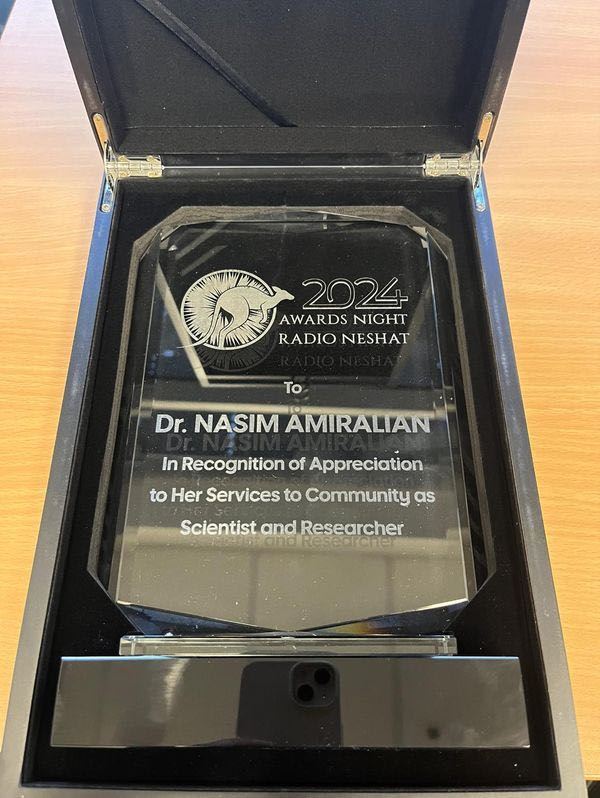 2024
AWARDS NIGHT
RADIO NESHAT
To
Dr. NASIM AMIRALIAN
In Recognition of Appreciation
to Her Services to Community as
Scientist and Researcher